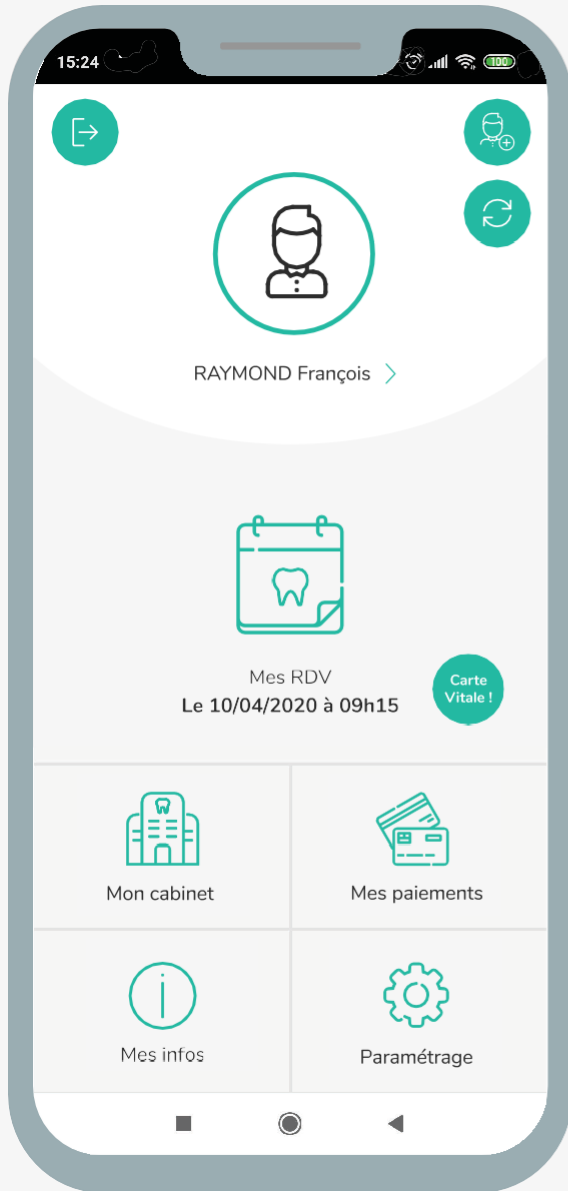 15:24
100
RAYMOND François
Mes RDV
Le 10/04/2020 à 09h15
Carte
Vitale !
Mon cabinet
Mes paiements
Mes infos
Paramétrage